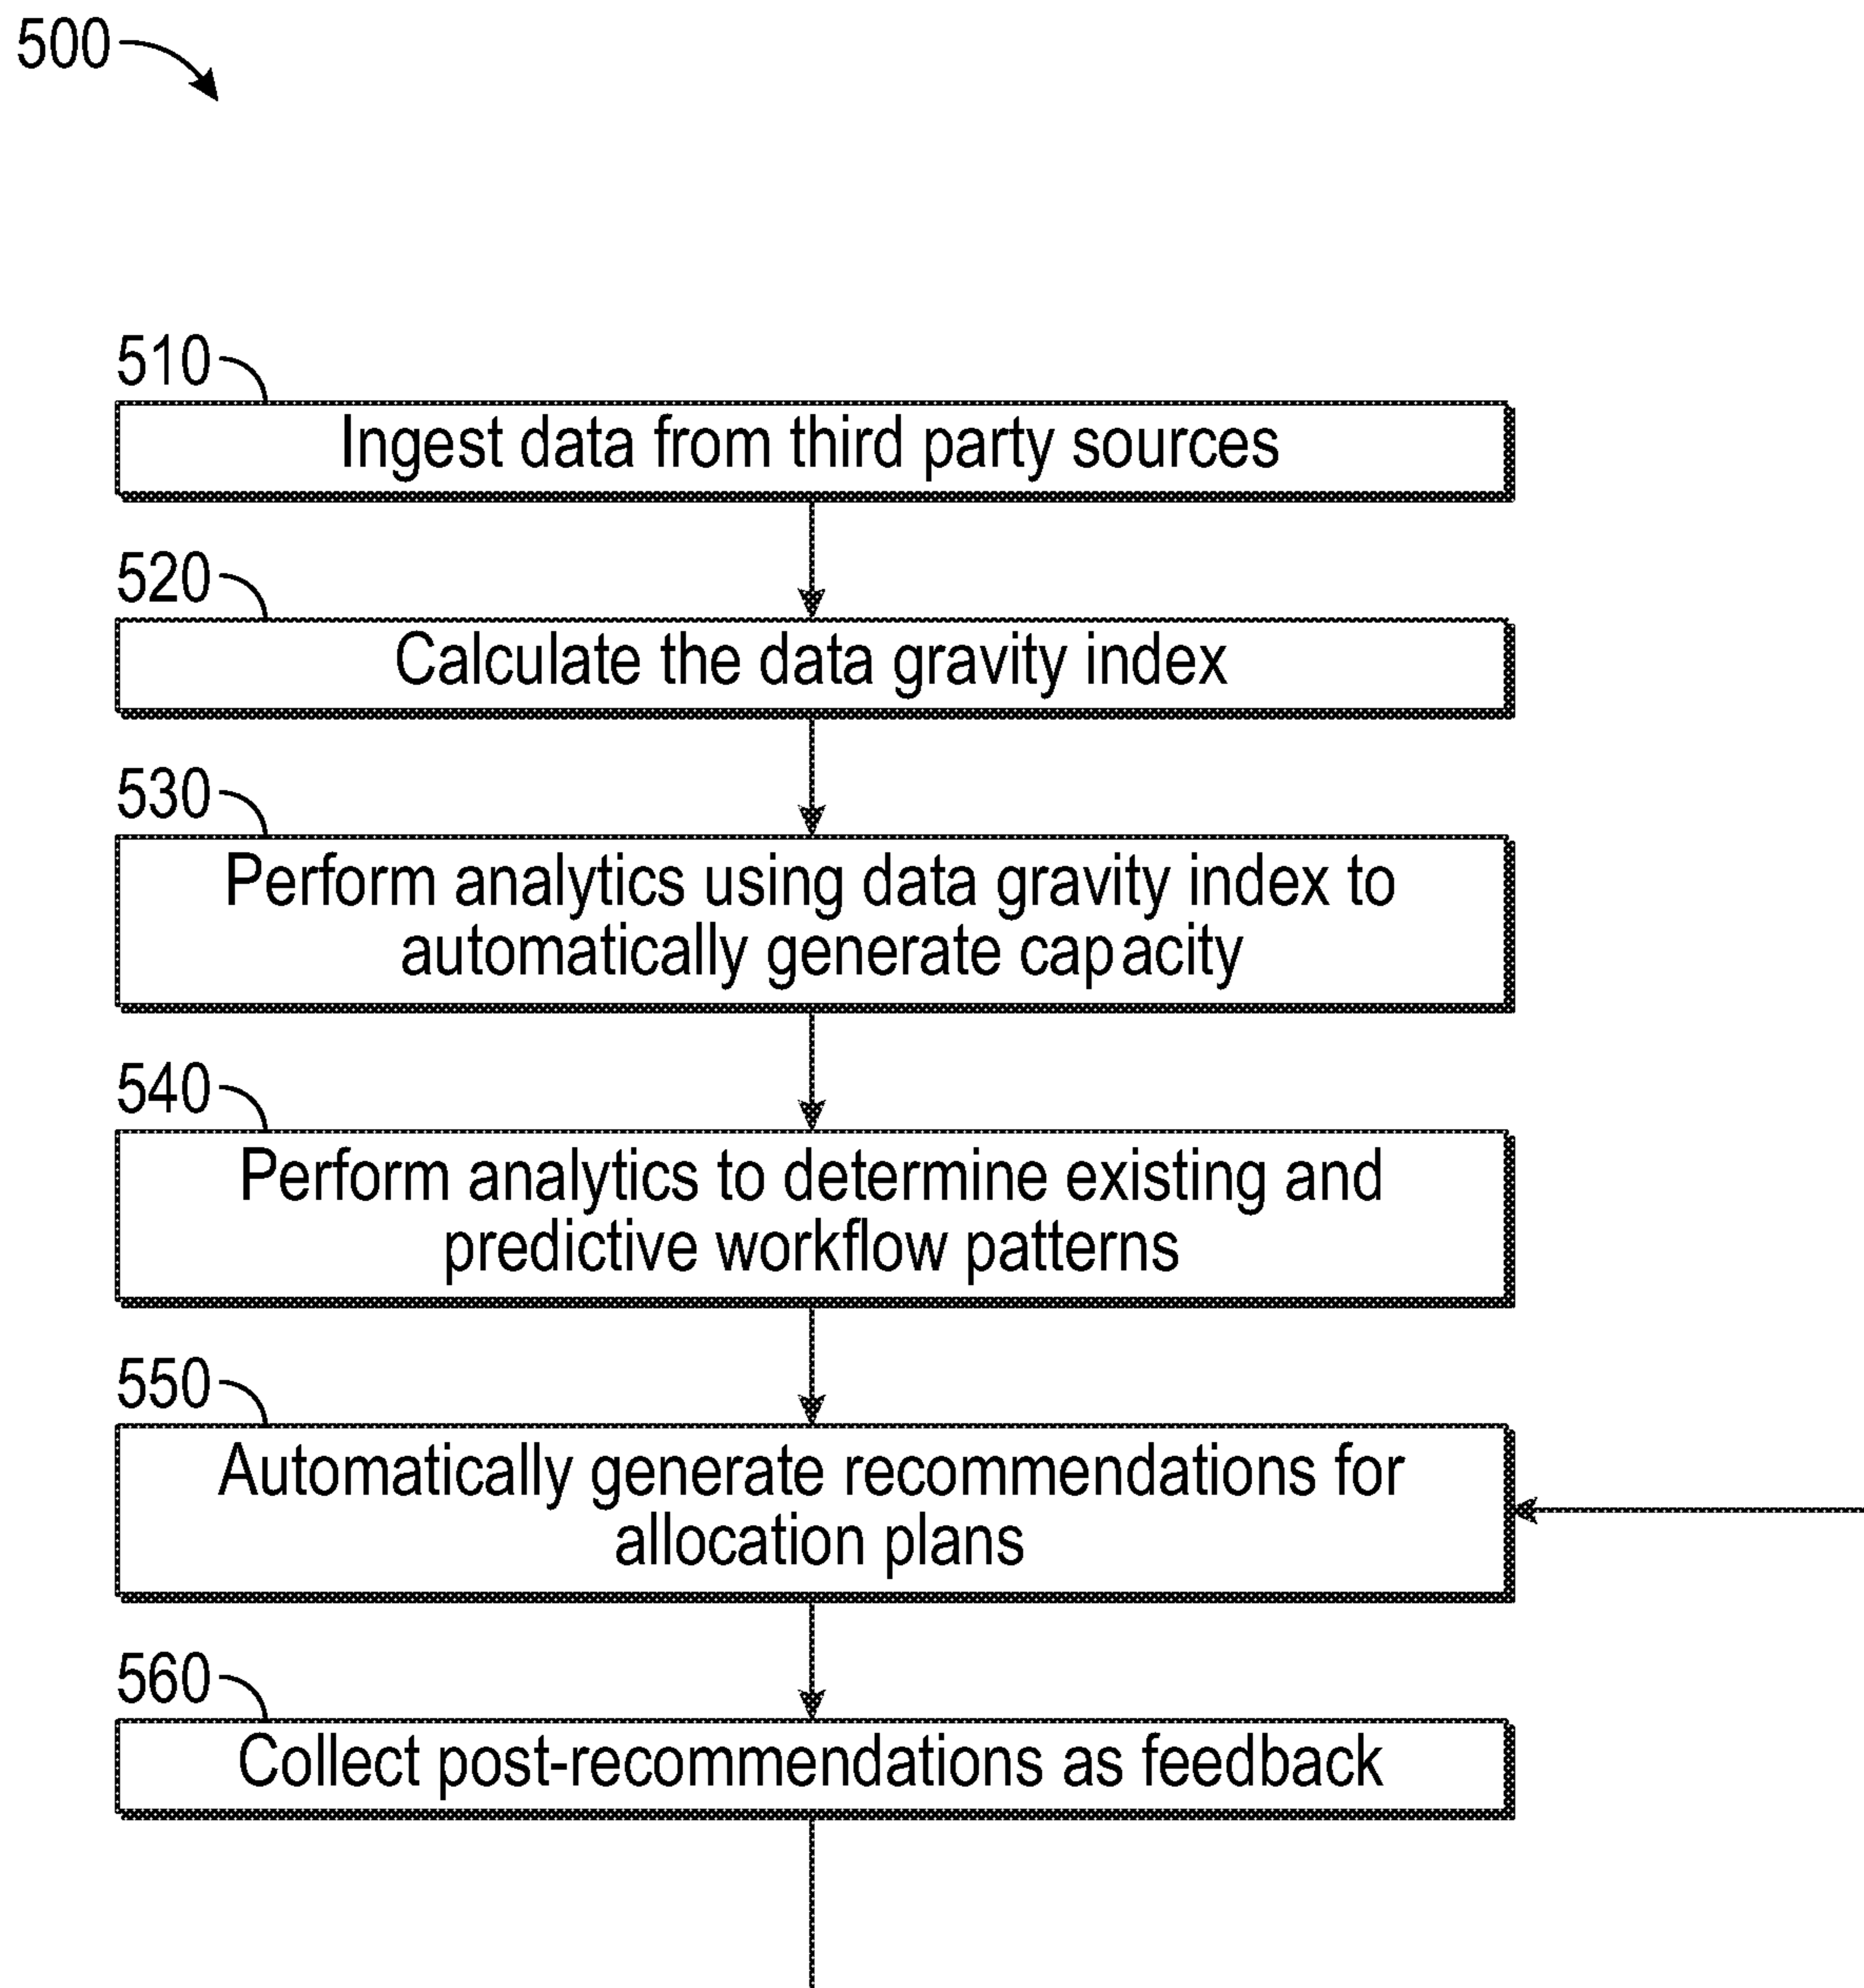 500
510
Ingest data from third party sources
520
Calculate the data gravity index
530
Perform analytics using data gravity index to
automatically generate capacity
540
Perform analytics to determine existing and
predictive workflow patterns
550
Automatically generate recommendations for
allocation plans
560
Collect post-recommendations as feedback